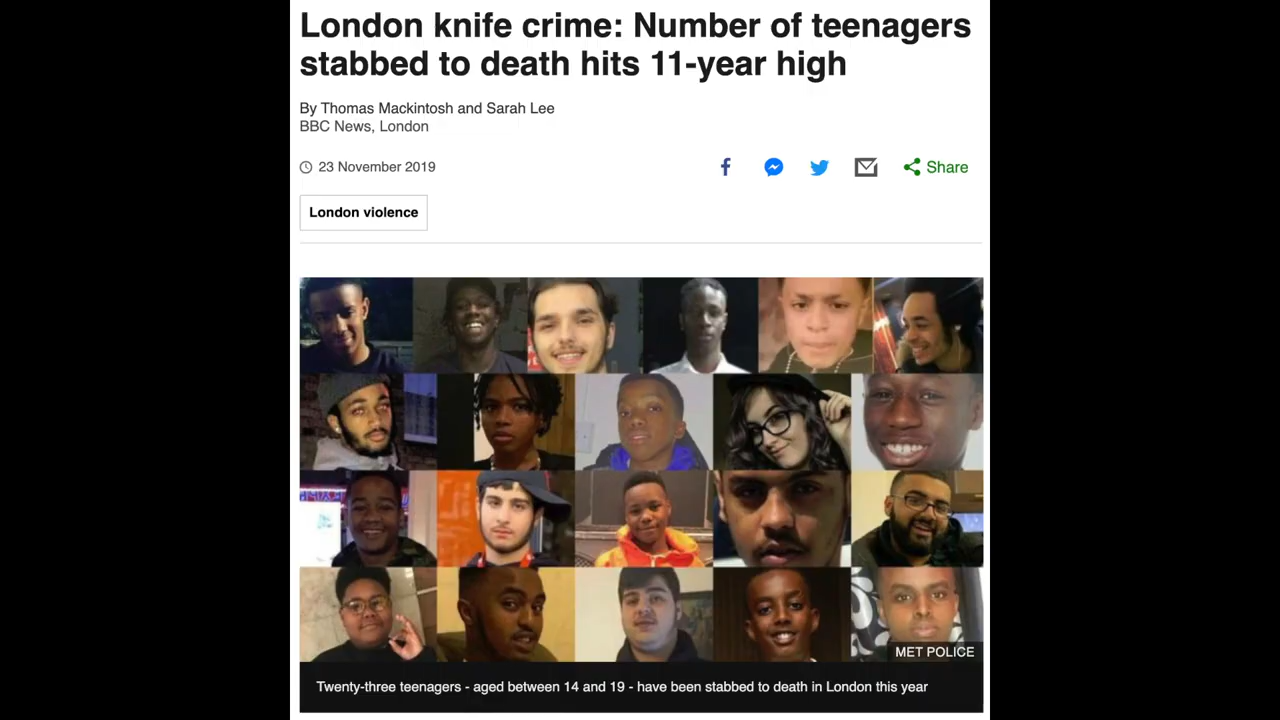 London knife crime: Number of teenagers
stabbed to death hits 11-year high
By Thomas Mackintosh and Sarah Lee
BBC News, London
23 November 2019
Share
London violence
MET POLICE
Twenty-three teenagers - aged between 14 and 19 - have been stabbed to death in London this year